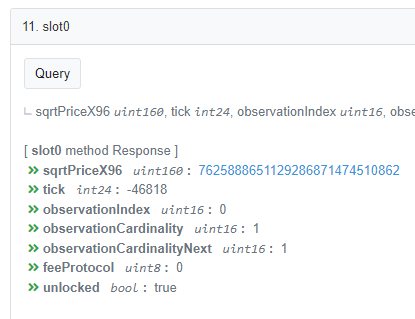 11. slot0
Query
└ sqrtPriceX96 uint160, tick int24, observationIndex uint16, obse
[ slot0 method Response ]
>> sqrtPriceX96 uint160 : 7625888651129286871474510862
>> tick int24 : -46818
>> observationIndex uint16 : 0
>> observationCardinality uint16 : 1
>> observationCardinalityNext uint16 : 1
>> feeProtocol uint8 : 0
>> unlocked bool : true